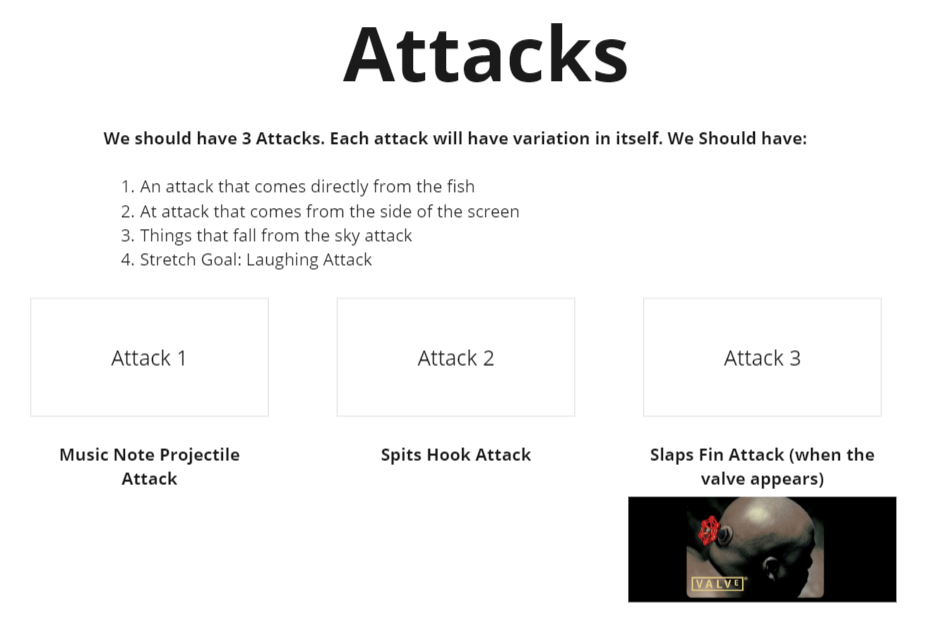 Attacks
We should have 3 Attacks. Each attack will have variation in itself. We Should have:
1. An attack that comes directly from the fish
2. At attack that comes from the side of the screen
3. Things that fall from the sky attack
4. Stretch Goal: Laughing Attack
Attack 1
Attack 2
Attack 3
Music Note Projectile
Attack
Spits Hook Attack
Slaps Fin Attack (when the
valve appears)
VALVE